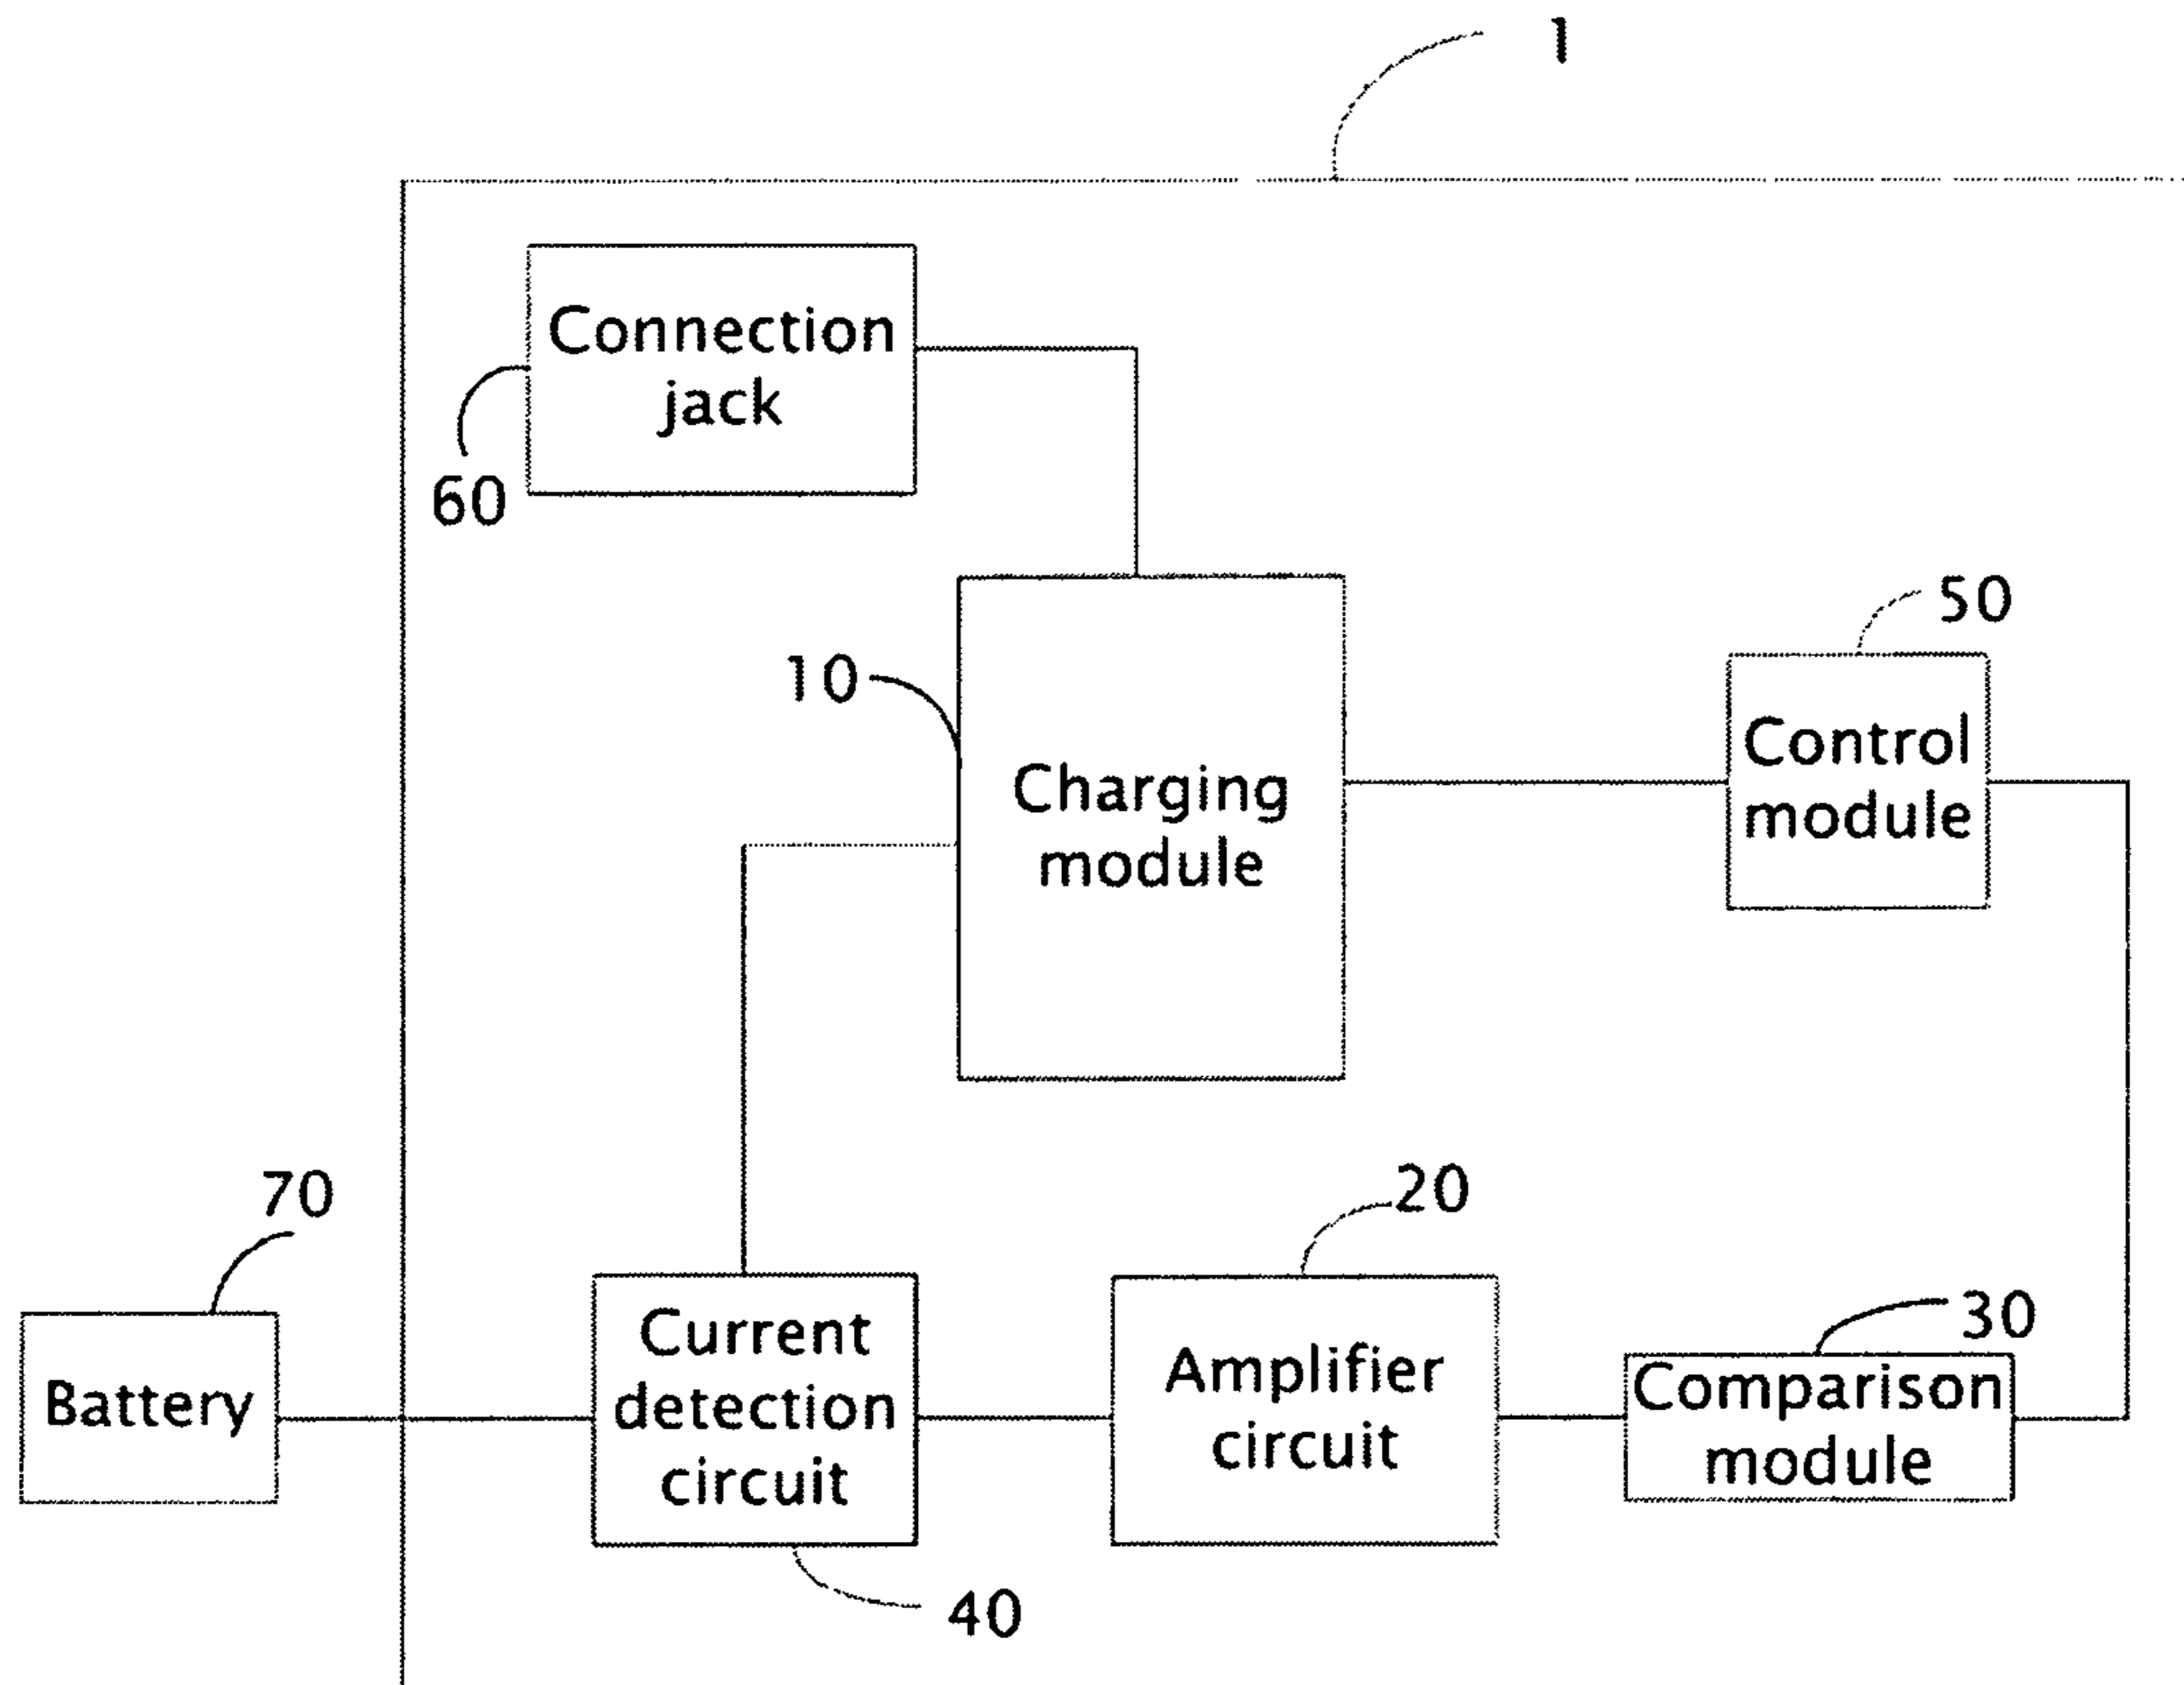 1
Connection
jack
60
50
10
Control
module
Charging
module
70
20
30
Current
detection
circuit
Amplifier
circuit
Comparison
module
Battery
40